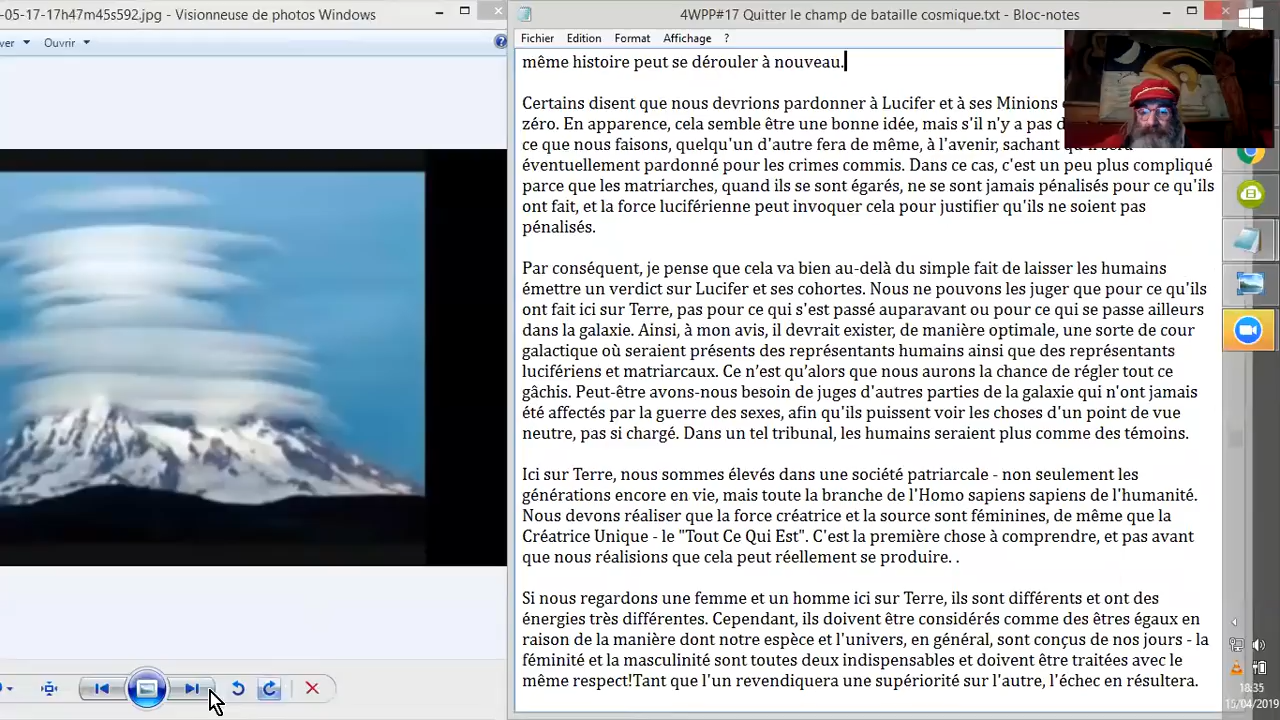 -05-17-17h47m45s592.jpg - Visionneuse de photos Windows
4WPP#17 Quitter le champ de bataille cosmique.txt - Bloc-notes
Ouvrir
Fichier Edition Format Affichage ?
même histoire peut se dérouler à nouveau.
Certains disent que nous devrions pardonner à Lucifer et à ses Minions
zéro. En apparence, cela semble être une bonne idée, mais s'il n'y a pas
ce que nous faisons, quelqu'un d'autre fera de même, à l'avenir, sachant
éventuellement pardonné pour les crimes commis. Dans ce cas, c'est un peu plus compliqué
parce que les matriarches, quand ils se sont égarés, ne se sont jamais pénalisés pour ce qu'ils
ont fait, et la force luciférienne peut invoquer cela pour justifier qu'ils ne soient pas
pénalisés.
Par conséquent, je pense que cela va bien au-delà du simple fait de laisser les humains
émettre un verdict sur Lucifer et ses cohortes. Nous ne pouvons les juger que pour ce qu'ils
ont fait ici sur Terre, pas pour ce qui s'est passé auparavant ou pour ce qui se passe ailleurs
dans la galaxie. Ainsi, à mon avis, il devrait exister, de manière optimale, une sorte de cour
galactique où seraient présents des représentants humains ainsi que des représentants
lucifériens et matriarcaux. Ce n’est qu’alors que nous aurons la chance de régler tout ce
gâchis. Peut-être avons-nous besoin de juges d'autres parties de la galaxie qui n'ont jamais
été affectés par la guerre des sexes, afin qu'ils puissent voir les choses d'un point de vue
neutre, pas si chargé. Dans un tel tribunal, les humains seraient plus comme des témoins.
Ici sur Terre, nous sommes élevés dans une société patriarcale - non seulement les
générations encore en vie, mais toute la branche de l'Homo sapiens sapiens de l'humanité.
Nous devons réaliser que la force créatrice et la source sont féminines, de même que la
Créatrice Unique - le "Tout Ce Qui Est". C’est la première chose à comprendre, et pas avant
que nous réalisions que cela peut réellement se produire. .
Si nous regardons une femme et un homme ici sur Terre, ils sont différents et ont des
énergies très différentes. Cependant, ils doivent être considérés comme des êtres égaux en
raison de la manière dont notre espèce et l'univers, en général, sont conçus de nos jours - la
féminité et la masculinité sont toutes deux indispensables et doivent être traitées avec le
même respect!Tant que l'un revendiquera une supériorité sur l'autre, l'échec en résultera.
18:35
15/04/2019